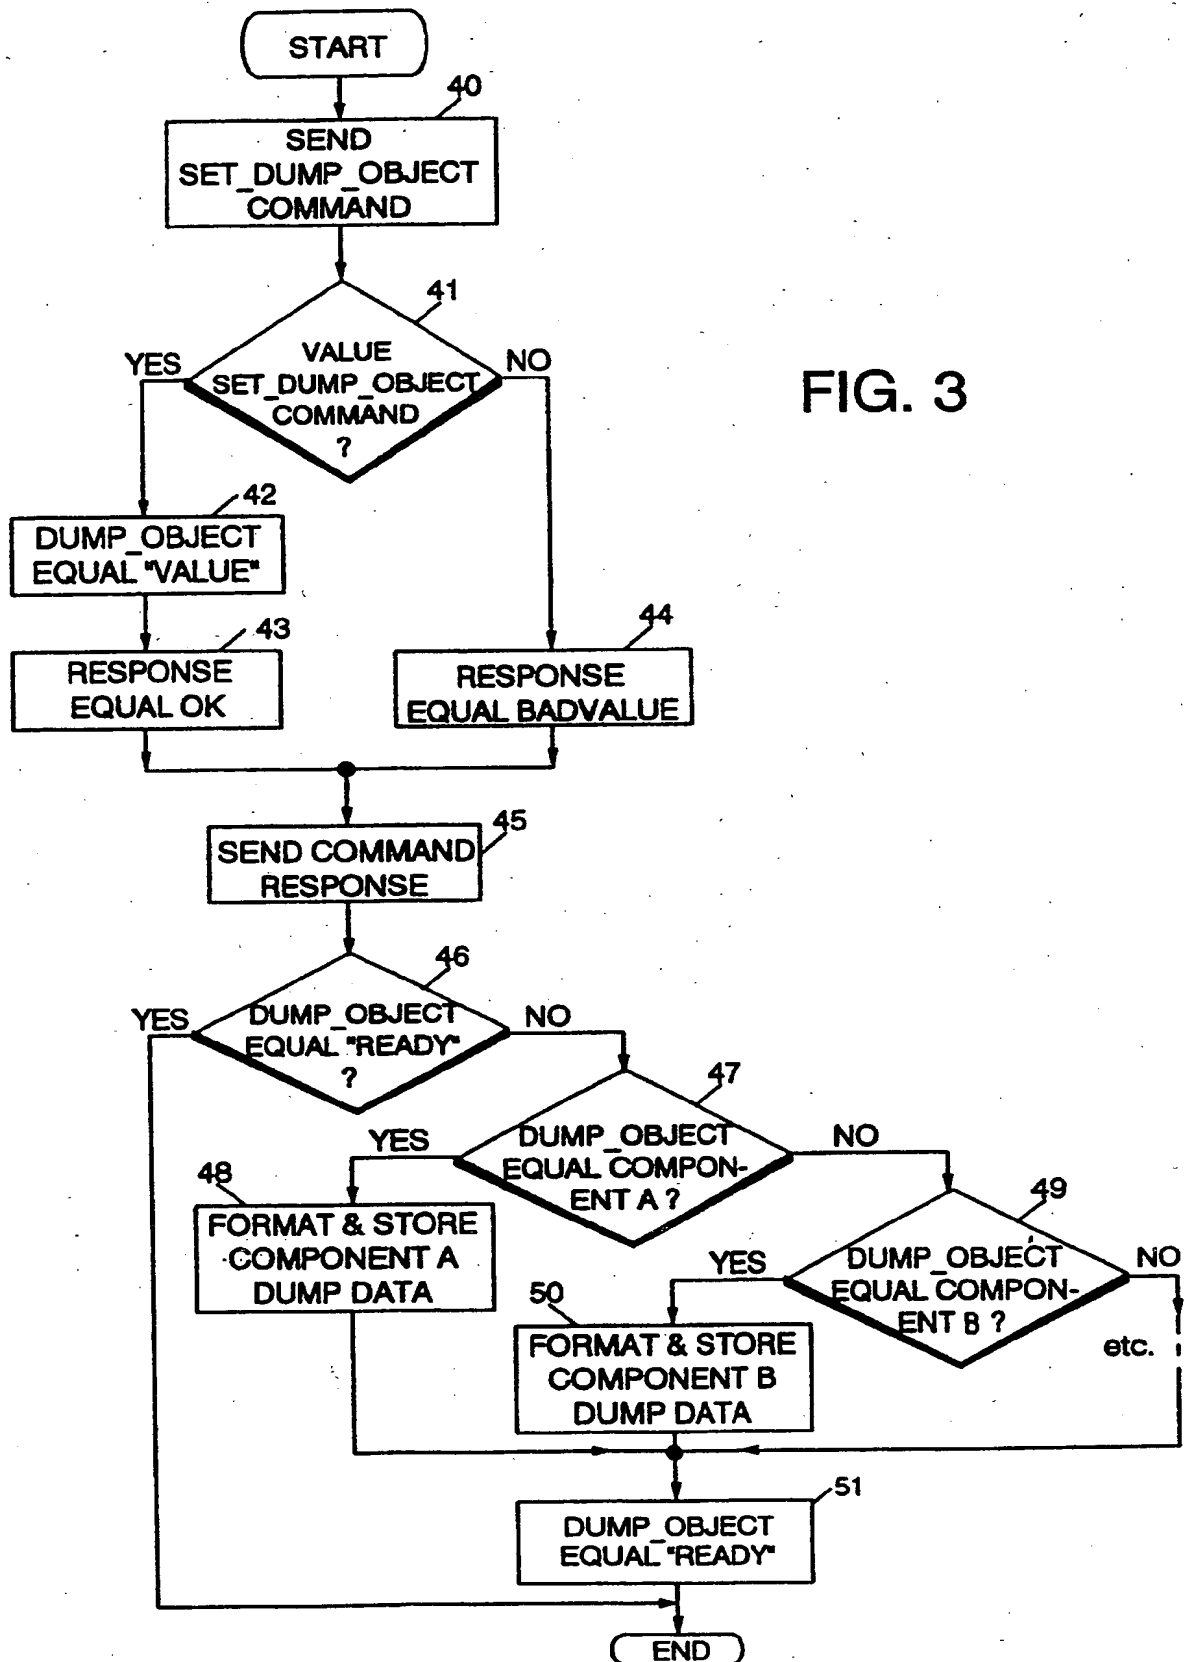 START
40
SEND
SET_DUMP_OBJECT
COMMAND
41
YES
NO
VALUE
SET_DUMP_OBJECT
COMMAND
?
FIG. 3
42
DUMP_OBJECT
EQUAL "VALUE"
43
RESPONSE
EQUAL OK
44
RESPONSE
EQUAL BADVALUE
45
SEND COMMAND
RESPONSE
46
YES
NO
DUMP_OBJECT
EQUAL "READY"
?
47
YES
NO
DUMP_OBJECT
EQUAL COMPON-
ENT A ?
48
FORMAT & STORE
COMPONENT A
DUMP DATA
49
YES
NO
DUMP_OBJECT
EQUAL COMPON-
ENT B ?
etc.
50
FORMAT & STORE
COMPONENT B
DUMP DATA
51
DUMP_OBJECT
EQUAL "READY"
END